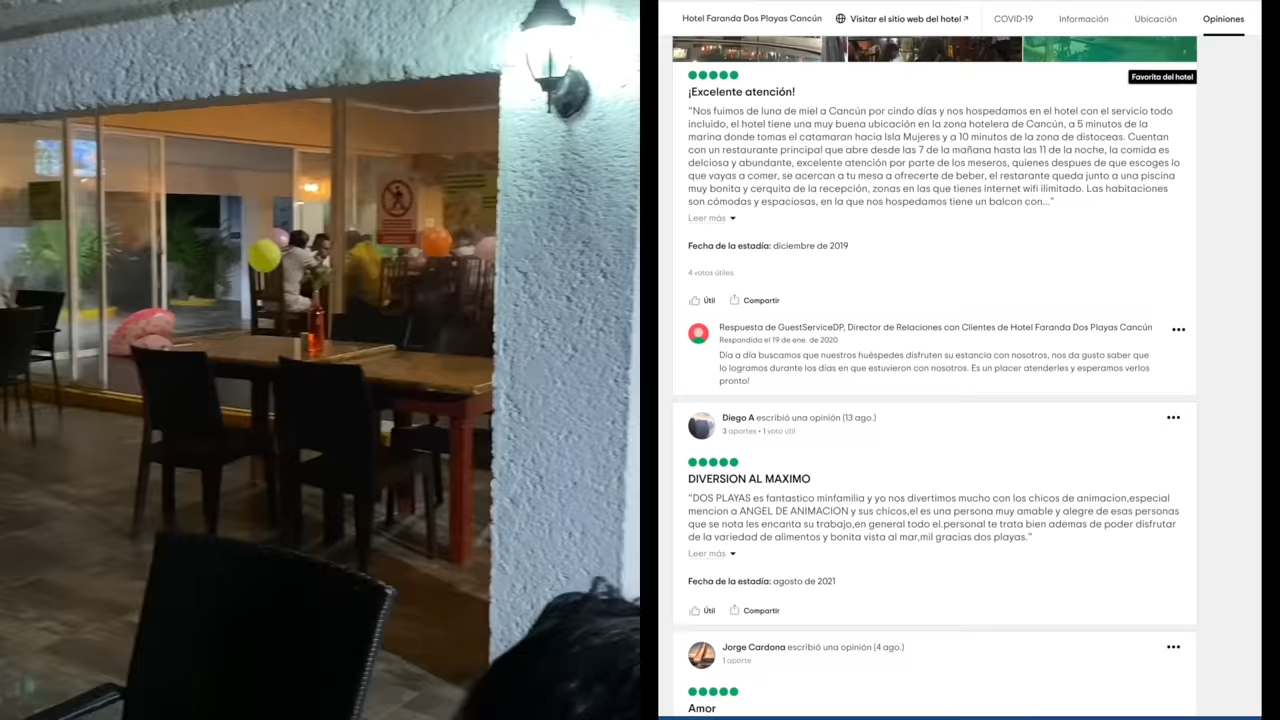 Hotel Faranda Dos Playas Cancún
Visitar el sitio web del hotel
COVID-19
Información
Ubicación
Opiniones
Favorita del hotel
¡Excelente atención!
"Nos fuimos de luna de miel a Cancún por cindo días y nos hospedamos en el hotel con el servicio todo
incluido, el hotel tiene una muy buena ubicación en la zona hotelera de Cancún, a 5 minutos de la
marina donde tomas el catamaran hacia Isla Mujeres y a 10 minutos de la zona de distoceas. Cuentan
con un restaurante principal que abre desde las 7 de la mañana hasta las 11 de la noche, la comida es
deliciosa y abundante, excelente atención por parte de los meseros, quienes despues de que escoges lo
que vayas a comer, se acercan a tu mesa a ofrecerte de beber, el restarante queda junto a una piscina
muy bonita y cerquita de la recepción, zonas en las que tienes internet wifi ilimitado. Las habitaciones
son cómodas y espaciosas, en la que nos hospedamos tiene un balcon con..."
Leer más
Fecha de la estadía: diciembre de 2019
4 votos útiles
Útil
Compartir
Respuesta de GuestServiceDP, Director de Relaciones con Clientes de Hotel Faranda Dos Playas Cancún
Respondida el 19 de ene. de 2020
Día a día buscamos que nuestros huéspedes disfruten su estancia con nosotros, nos da gusto saber que
lo logramos durante los días en que estuvieron con nosotros. Es un placer atenderles y esperamos verlos
pronto!
Diego A escribió una opinión (13 ago.)
3 aportes • 1 voto útil
DIVERSION AL MAXIMO
"DOS PLAYAS es fantastico minfamilia y yo nos divertimos mucho con los chicos de animacion,especial
mencion a ANGEL DE ANIMACION y sus chicos,el es una persona muy amable y alegre de esas personas
que se nota les encanta su trabajo,en general todo el.personal te trata bien ademas de poder disfrutar
de la variedad de alimentos y bonita vista al mar,mil gracias dos playas."
Leer más
Fecha de la estadía: agosto de 2021
Útil
Compartir
Jorge Cardona escribió una opinión (4 ago.)
1 aporte
Amor